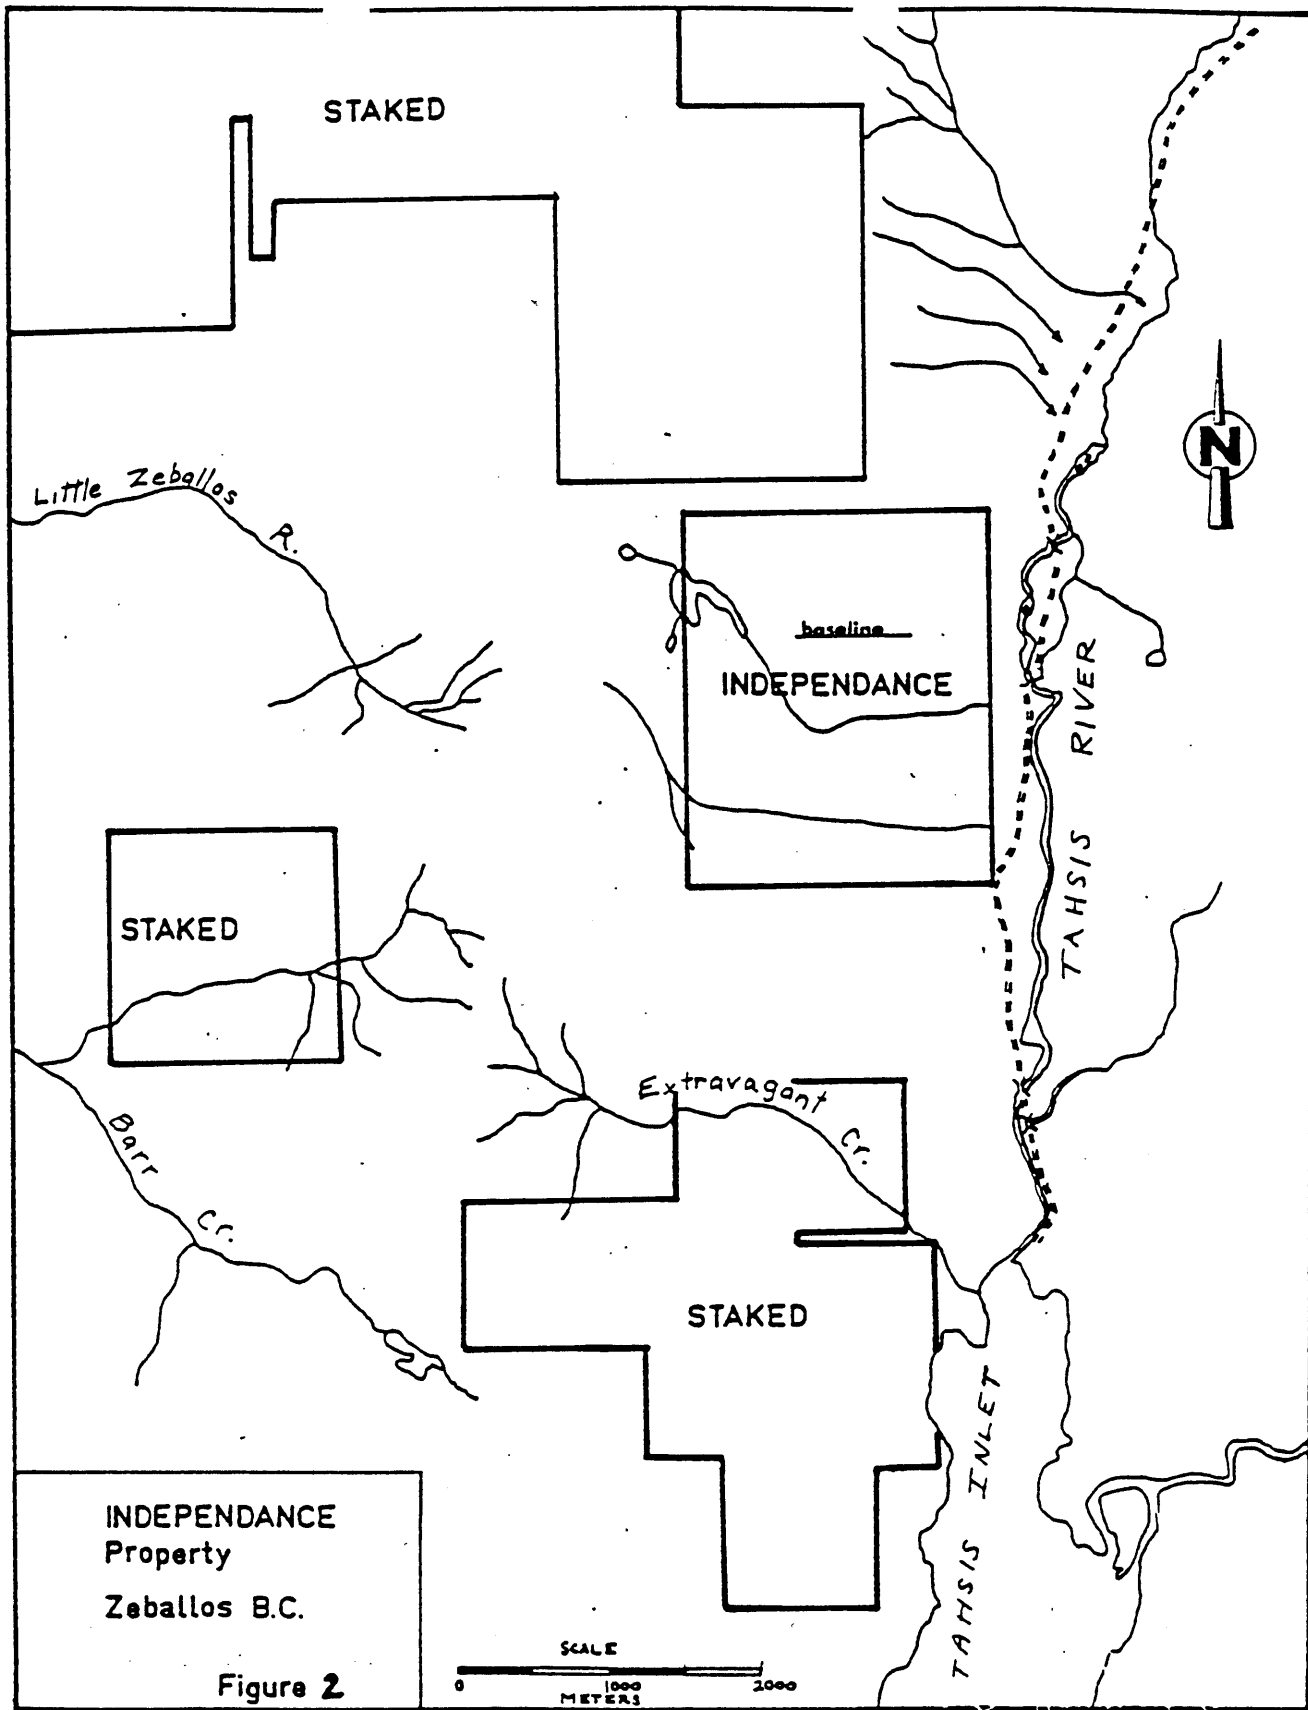 STAKED
N
Little Zeballos R.
baseline
INDEPENDANCE
TAHSIS RIVER
STAKED
Extravagant Cr.
Barr Cr.
STAKED
TAHSIS INLET
INDEPENDANCE
Property
Zeballos B.C.
Figure 2
SCALE
0 1000 2000
METERS